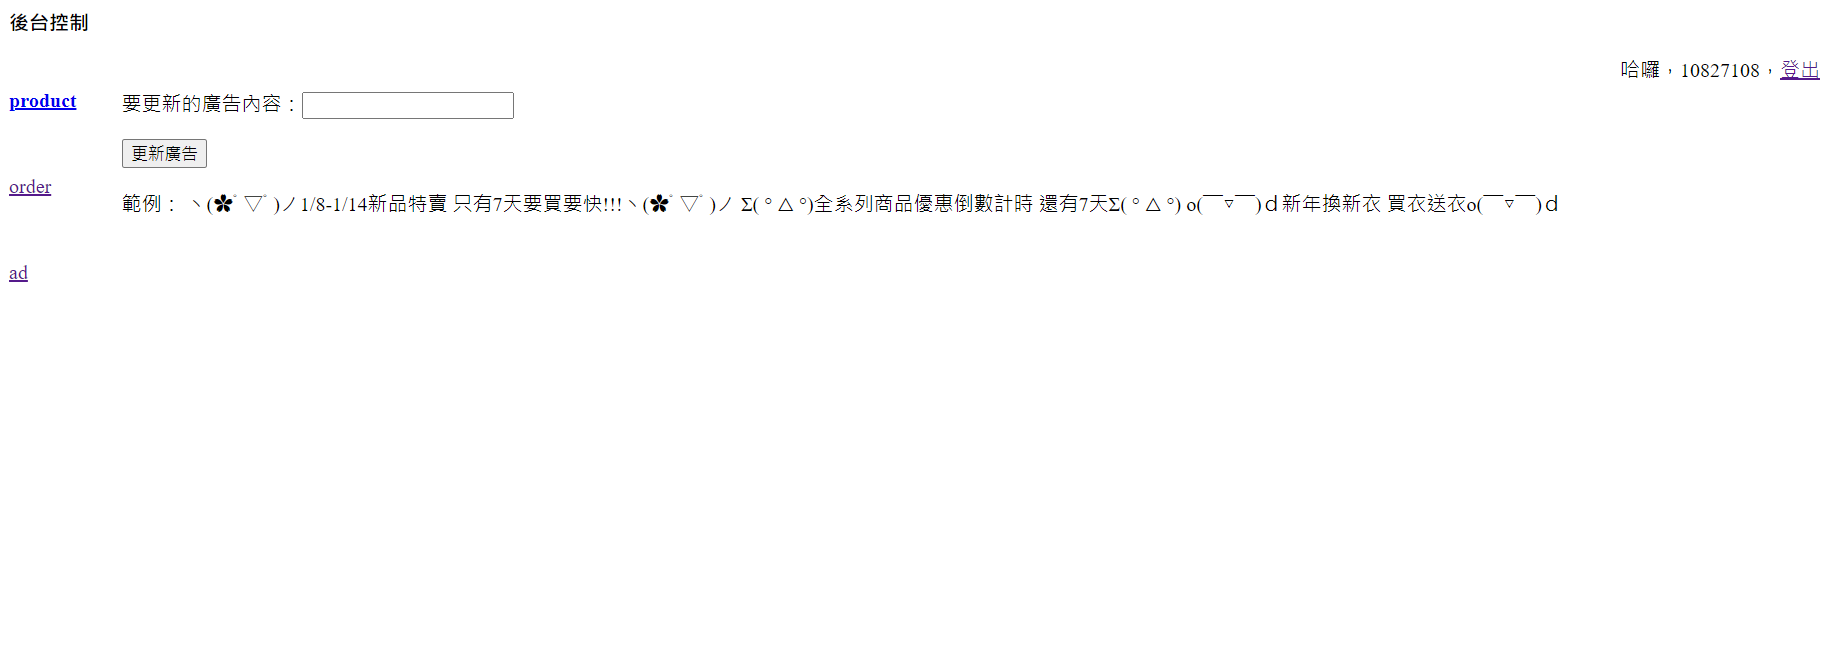 後台控制
哈囉，10827108，登出
product
要更新的廣告內容：
更新廣告
order
範例： ヽ(✿ﾟ▽ﾟ)ノ1/8-1/14新品特賣 只有7天要買要快!!!ヽ(✿ﾟ▽ﾟ)ノ Σ( ° △ °)全系列商品優惠倒數計時 還有7天Σ( ° △ °) o(￣▽￣)ｄ新年換新衣 買衣送衣o(￣▽￣)ｄ
ad